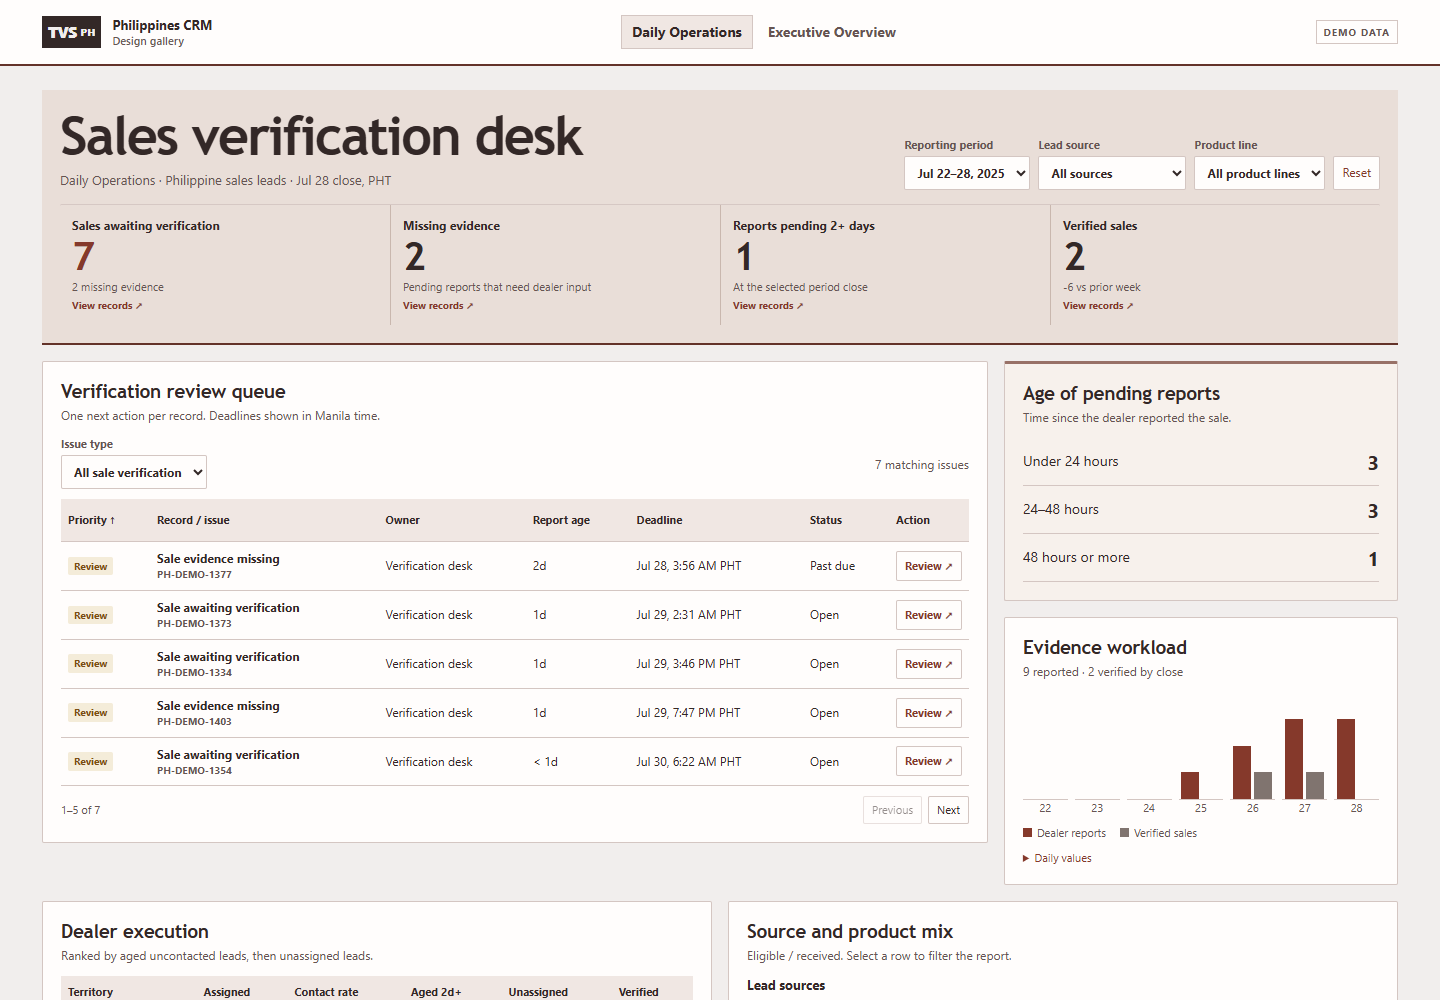 TVS PH
Philippines CRM
Design gallery
Daily Operations
Executive Overview
DEMO DATA
Sales verification desk
Daily Operations · Philippine sales leads · Jul 28 close, PHT
Reporting period
Lead source
Product line
Jul 22–28, 2025
All sources
All product lines
Reset
Sales awaiting verification
7
2 missing evidence
View records ↗
Missing evidence
2
Pending reports that need dealer input
View records ↗
Reports pending 2+ days
1
At the selected period close
View records ↗
Verified sales
2
-6 vs prior week
View records ↗
Verification review queue
One next action per record. Deadlines shown in Manila time.
Issue type
All sale verification
7 matching issues
Priority ↑ Record / issue Owner Report age Deadline Status Action
Review Sale evidence missing Verification desk 2d Jul 28, 3:56 AM PHT Past due Review ↗
PH-DEMO-1377
Review Sale awaiting verification Verification desk 1d Jul 29, 2:31 AM PHT Open Review ↗
PH-DEMO-1373
Review Sale awaiting verification Verification desk 1d Jul 29, 3:46 PM PHT Open Review ↗
PH-DEMO-1334
Review Sale evidence missing Verification desk 1d Jul 29, 7:47 PM PHT Open Review ↗
PH-DEMO-1403
Review Sale awaiting verification Verification desk < 1d Jul 30, 6:22 AM PHT Open Review ↗
PH-DEMO-1354
1–5 of 7
Previous
Next
Age of pending reports
Time since the dealer reported the sale.
Under 24 hours 3
24–48 hours 3
48 hours or more 1
Evidence workload
9 reported · 2 verified by close
22 23 24 25 26 27 28
Dealer reports Verified sales
Daily values
Dealer execution
Ranked by aged uncontacted leads, then unassigned leads.
Territory Assigned Contact rate Aged 2d+ Unassigned Verified
Source and product mix
Eligible / received. Select a row to filter the report.
Lead sources